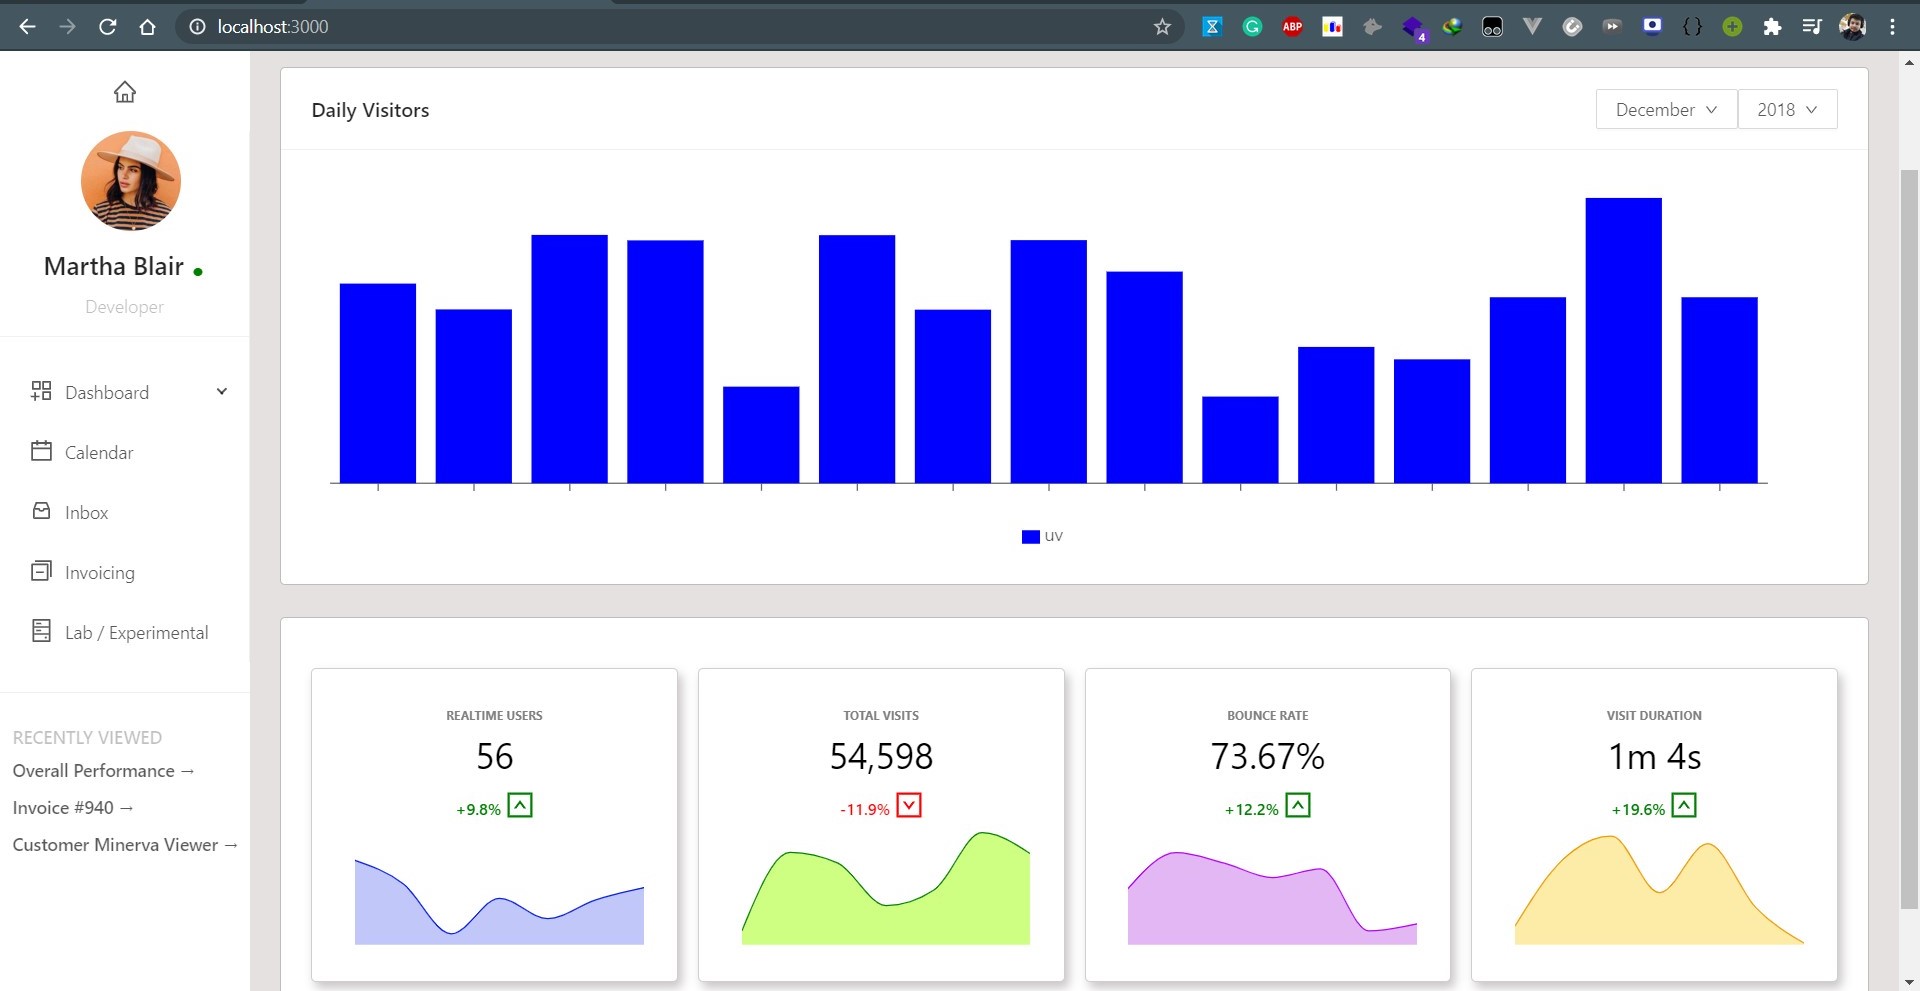 localhost:3000
ABP
4
Martha Blair
Developer
Dashboard
Calendar
Inbox
Invoicing
Lab / Experimental
RECENTLY VIEWED
Overall Performance →
Invoice #940 →
Customer Minerva Viewer →
Daily Visitors
December
2018
uv
REALTIME USERS
56
+9.8%
TOTAL VISITS
54,598
-11.9%
BOUNCE RATE
73.67%
+12.2%
VISIT DURATION
1m 4s
+19.6%